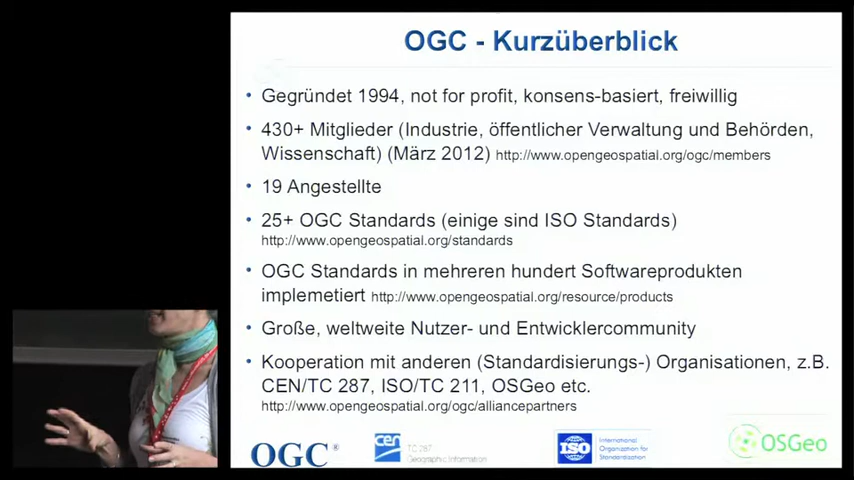 OGC - Kurzüberblick
• Gegründet 1994, not for profit, konsens-basiert, freiwillig
• 430+ Mitglieder (Industrie, öffentlicher Verwaltung und Behörden,
Wissenschaft) (März 2012) http://www.opengeospatial.org/ogc/members
• 19 Angestellte
• 25+ OGC Standards (einige sind ISO Standards)
http://www.opengeospatial.org/standards
• OGC Standards in mehreren hundert Softwareprodukten
implemetiert http://www.opengeospatial.org/resource/products
• Große, weltweite Nutzer- und Entwicklercommunity
• Kooperation mit anderen (Standardisierungs-) Organisationen, z.B.
CEN/TC 287, ISO/TC 211, OSGeo etc.
http://www.opengeospatial.org/ogc/alliancepartners
OGC®
cen
TC 287
Geographic Information
ISO
International
Organization for
Standardization
OSGeo